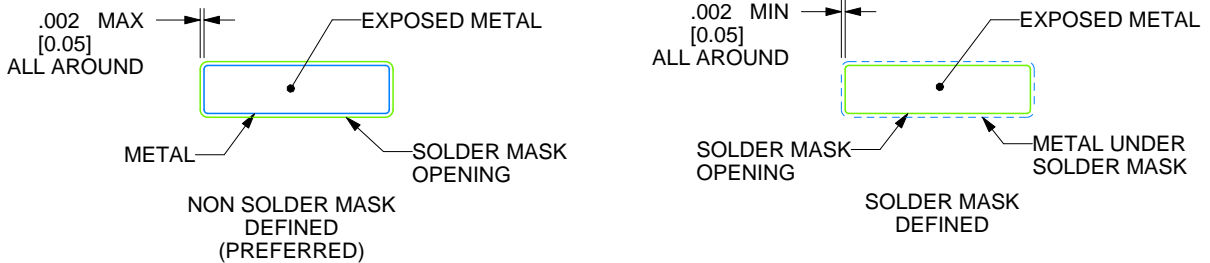 .002 MAX
[0.05]
ALL AROUND
EXPOSED METAL
METAL
SOLDER MASK
OPENING
NON SOLDER MASK
DEFINED
(PREFERRED)
.002 MIN
[0.05]
ALL AROUND
EXPOSED METAL
SOLDER MASK
OPENING
METAL UNDER
SOLDER MASK
SOLDER MASK
DEFINED